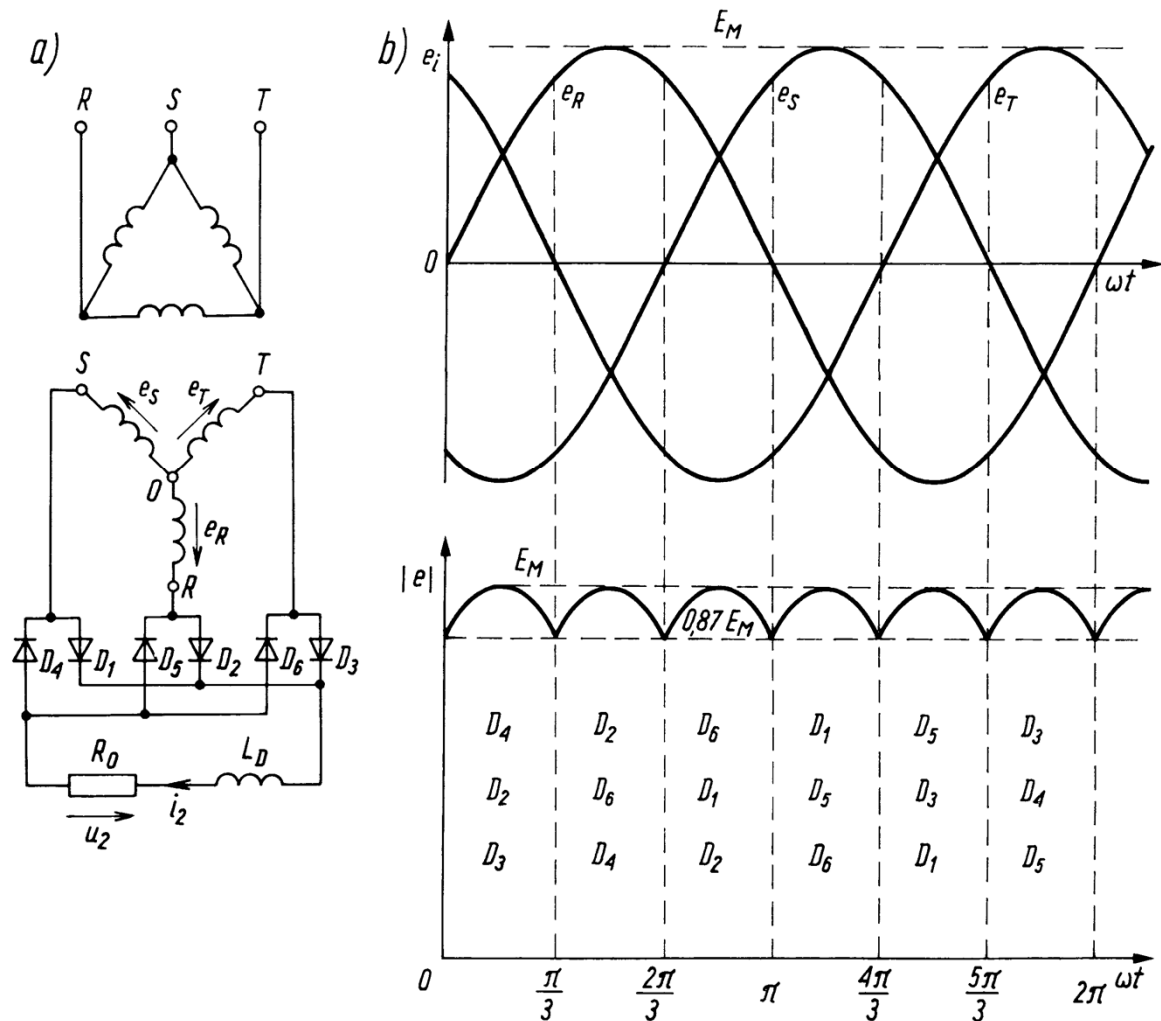 a)
R S T
S T
e_S e_T
O
e_R
R
D_4 D_1 D_5 D_2 D_6 D_3
R_0 L_D
i_2
u_2
b)
E_M
e_i
e_R e_S e_T
0
ωt
|e|
E_M
0,87 E_M
D_4 D_2 D_6 D_1 D_5 D_3
D_2 D_6 D_1 D_5 D_3 D_4
D_3 D_4 D_2 D_6 D_1 D_5
0 π/3 2π/3 π 4π/3 5π/3 2π ωt